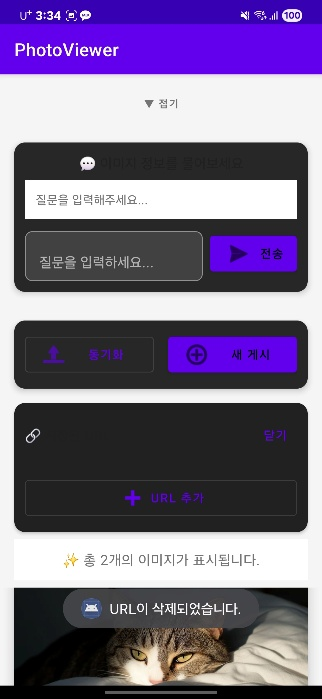 U⁺ 3:34 100
PhotoViewer
▼ 접기
💬 이미지 정보를 물어보세요
질문을 입력해주세요...
질문을 입력하세요... 전송
동기화 새 게시
🔗 닫기
URL 추가
✨ 총 2개의 이미지가 표시됩니다.
URL이 삭제되었습니다.